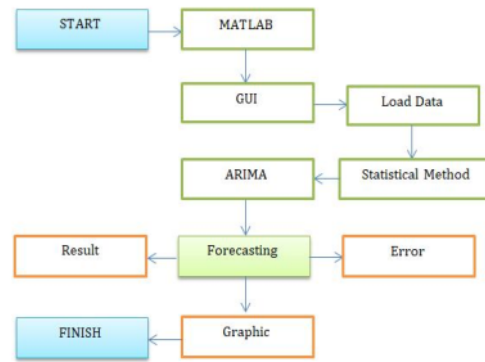 START
MATLAB
GUI
Load Data
Statistical Method
ARIMA
Forecasting
Result
Error
Graphic
FINISH